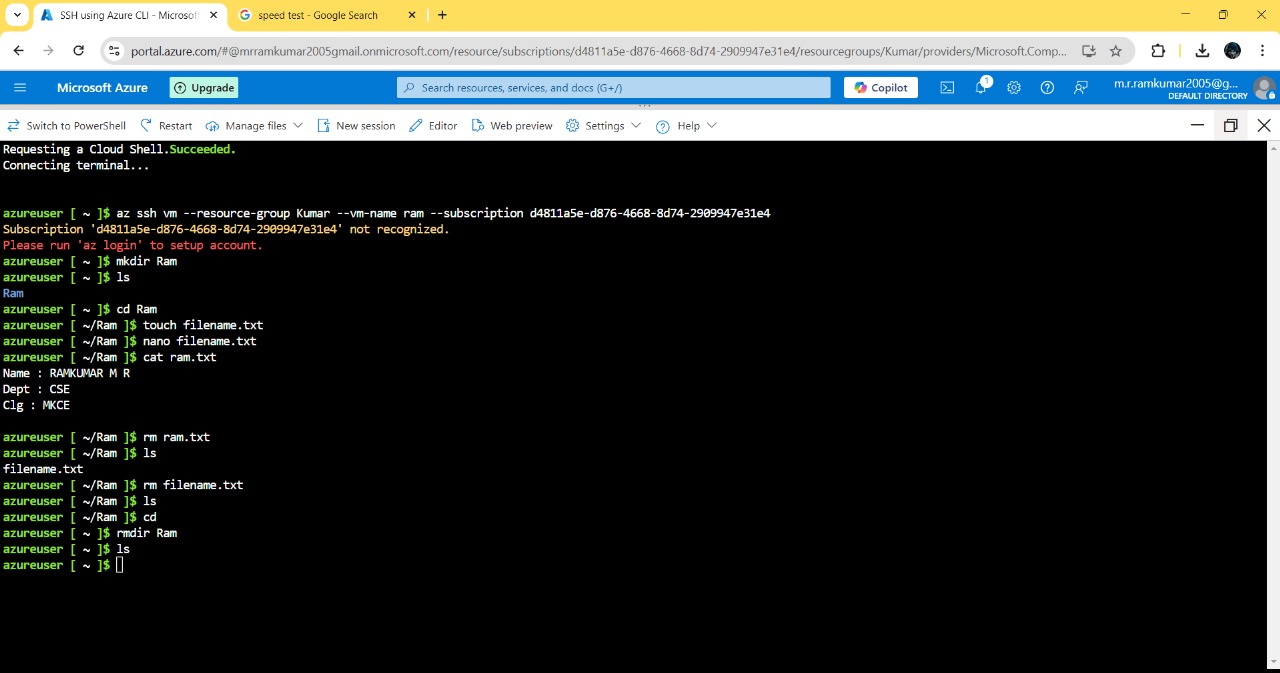 SSH using Azure CLI - Microsof
speed test - Google Search
portal.azure.com/#@mrramkumar2005gmail.onmicrosoft.com/resource/subscriptions/d4811a5e-d876-4668-8d74-2909947e31e4/resourcegroups/Kumar/providers/Microsoft.Comp...
Microsoft Azure
Upgrade
Search resources, services, and docs (G+/)
Copilot
1
m.r.ramkumar2005@g...
DEFAULT DIRECTORY
Switch to PowerShell
Restart
Manage files
New session
Editor
Web preview
Settings
Help
Requesting a Cloud Shell.Succeeded.
Connecting terminal...
azureuser [ ~ ]$ az ssh vm --resource-group Kumar --vm-name ram --subscription d4811a5e-d876-4668-8d74-2909947e31e4
Subscription 'd4811a5e-d876-4668-8d74-2909947e31e4' not recognized.
Please run 'az login' to setup account.
azureuser [ ~ ]$ mkdir Ram
azureuser [ ~ ]$ ls
Ram
azureuser [ ~ ]$ cd Ram
azureuser [ ~/Ram ]$ touch filename.txt
azureuser [ ~/Ram ]$ nano filename.txt
azureuser [ ~/Ram ]$ cat ram.txt
Name : RAMKUMAR M R
Dept : CSE
Clg : MKCE
azureuser [ ~/Ram ]$ rm ram.txt
azureuser [ ~/Ram ]$ ls
filename.txt
azureuser [ ~/Ram ]$ rm filename.txt
azureuser [ ~/Ram ]$ ls
azureuser [ ~/Ram ]$ cd
azureuser [ ~ ]$ rmdir Ram
azureuser [ ~ ]$ ls
azureuser [ ~ ]$